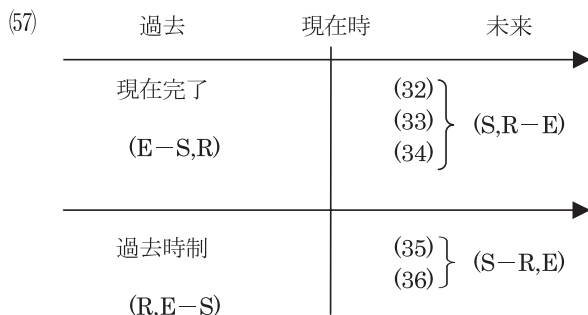 (57) 過去 現在時 未来
現在完了
(E－S,R)
(32)
(33)
(34)
(S,R－E)
過去時制
(R,E－S)
(35)
(36)
(S－R,E)